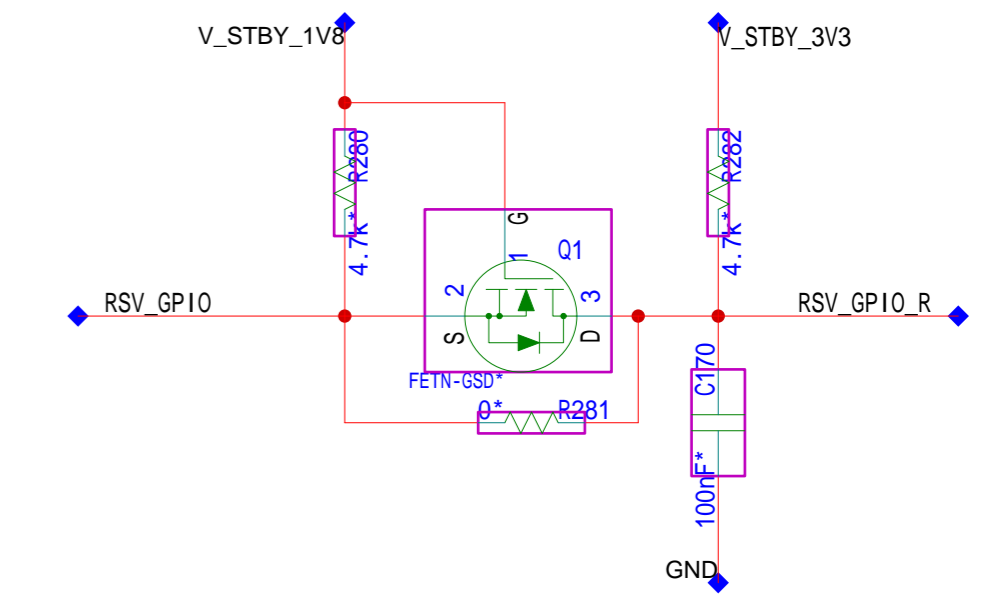 V_STBY_1V8
V_STBY_3V3
R280
4.7K*
R282
4.7K*
G
1
Q1
2
3
S
D
RSV_GPIO
RSV_GPIO_R
FETN-GSD*
0*
R281
C170
100nF*
GND